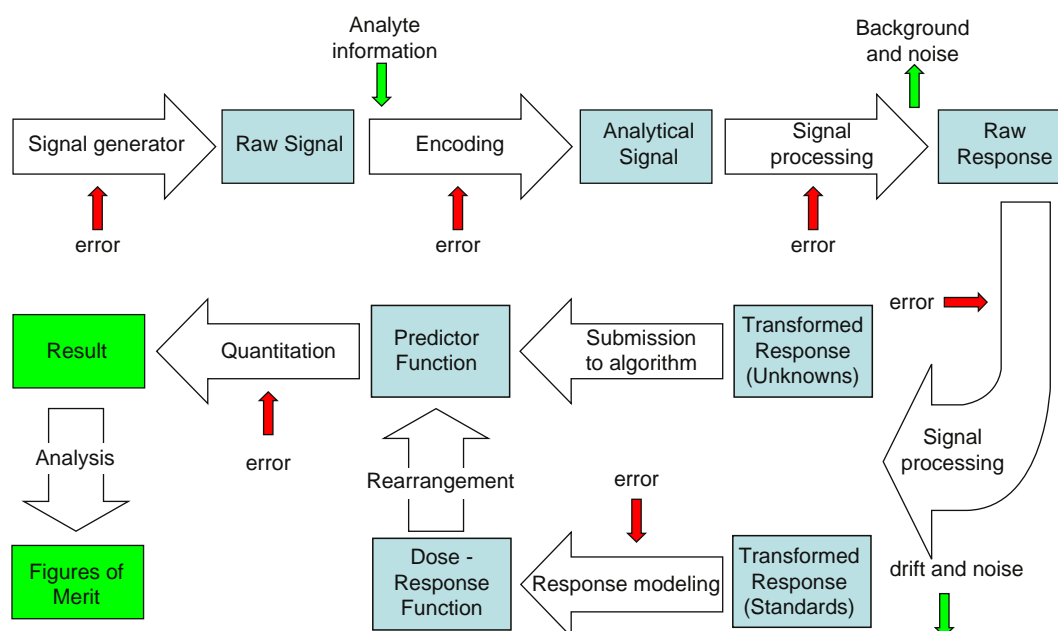 Analyte
information
Background
and noise
Signal generator
Raw Signal
Encoding
Analytical
Signal
Signal
processing
Raw
Response
error
error
error
error
Result
Quantitation
Predictor
Function
Submission
to algorithm
Transformed
Response
(Unknowns)
Signal
processing
Analysis
error
Rearrangement
error
Figures of
Merit
Dose -
Response
Function
Response modeling
Transformed
Response
(Standards)
drift and noise